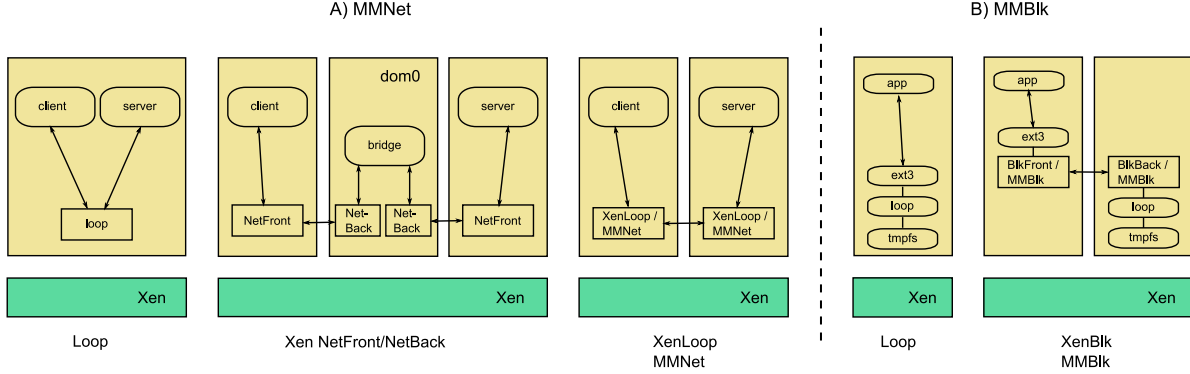 A) MMNet
B) MMBlk
client
server
loop
Xen
Loop
dom0
client
server
bridge
NetFront
Net-
Back
Net-
Back
NetFront
Xen
Xen NetFront/NetBack
client
server
XenLoop /
MMNet
XenLoop /
MMNet
Xen
XenLoop
MMNet
app
ext3
loop
tmpfs
Xen
Loop
app
ext3
BlkFront /
MMBlk
BlkBack /
MMBlk
loop
tmpfs
Xen
XenBlk
MMBlk